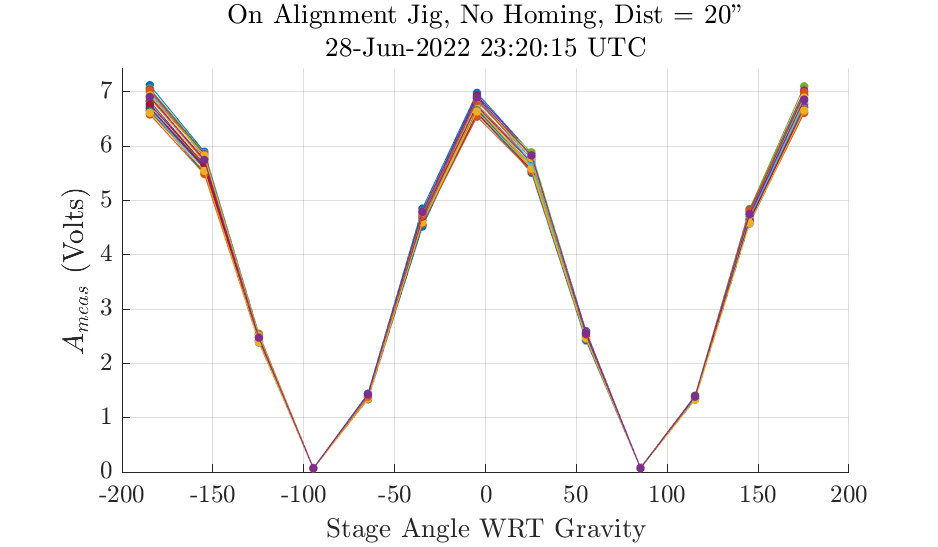 On Alignment Jig, No Homing, Dist = 20”
28-Jun-2022 23:20:15 UTC
7
6
5
4
3
2
1
0
A_meas (Volts)
-200 -150 -100 -50 0 50 100 150 200
Stage Angle WRT Gravity